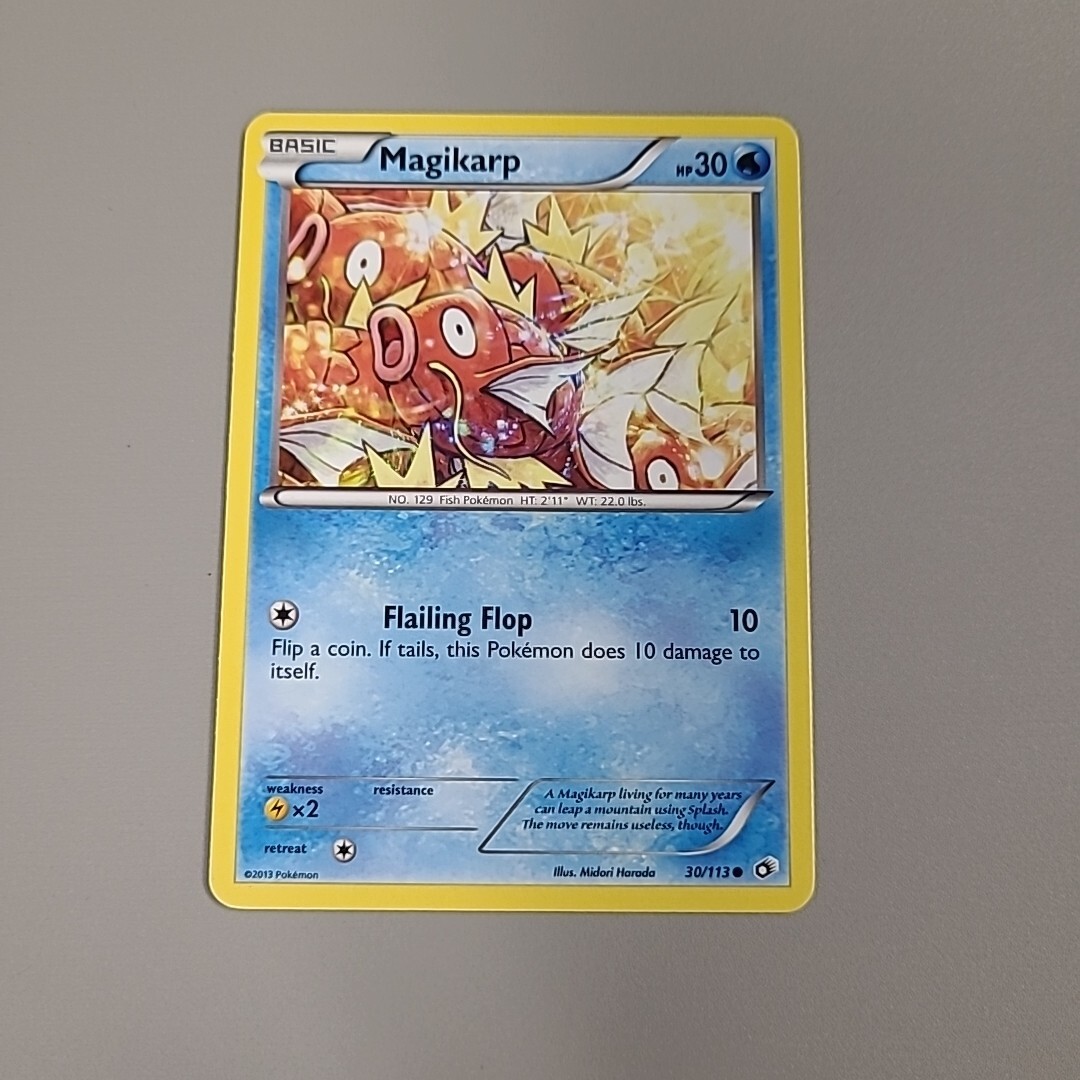 BASIC
Magikarp
HP 30
NO. 129 Fish Pokémon HT: 2'11" WT: 22.0 lbs.
Flailing Flop 10
Flip a coin. If tails, this Pokémon does 10 damage to
itself.
weakness resistance
×2
A Magikarp living for many years
can leap a mountain using Splash.
The move remains useless, though.
retreat
©2013 Pokémon
Illus. Midori Harada
30/113